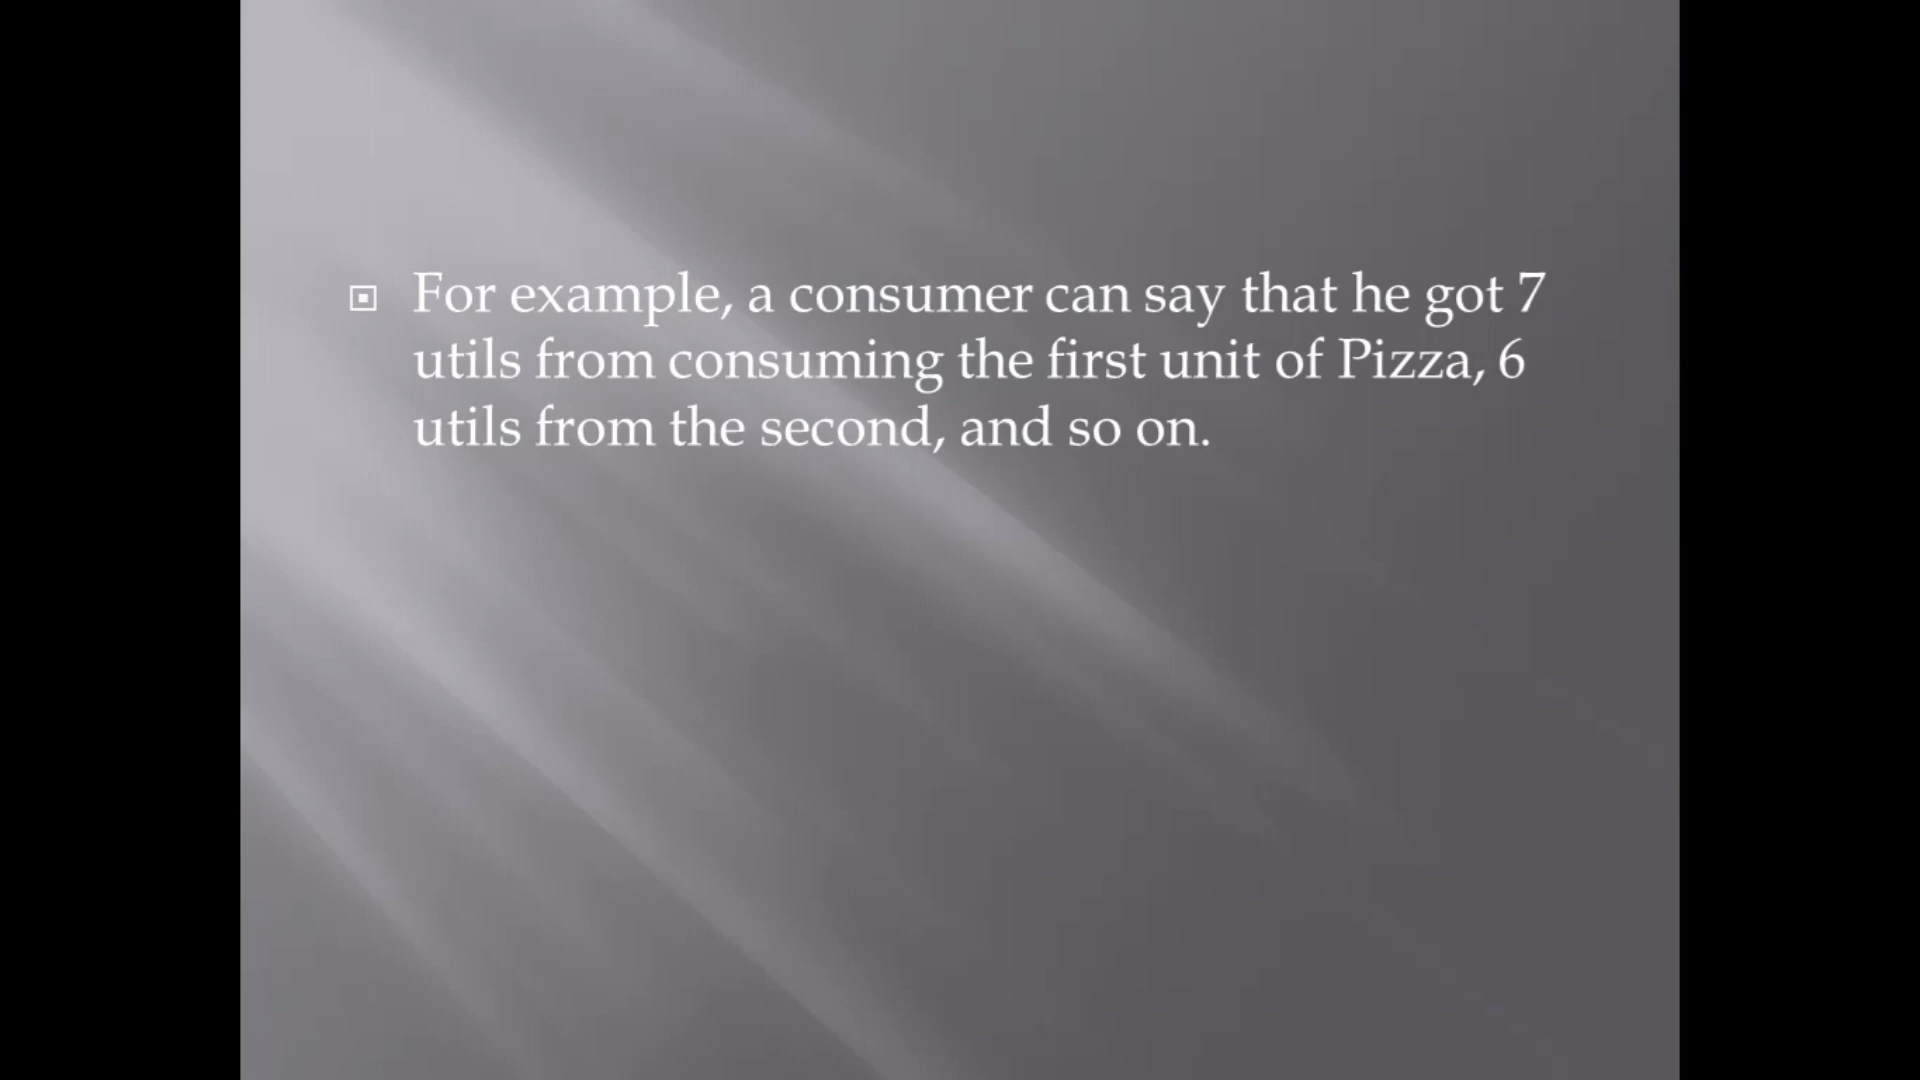 For example, a consumer can say that he got 7
utils from consuming the first unit of Pizza, 6
utils from the second, and so on.